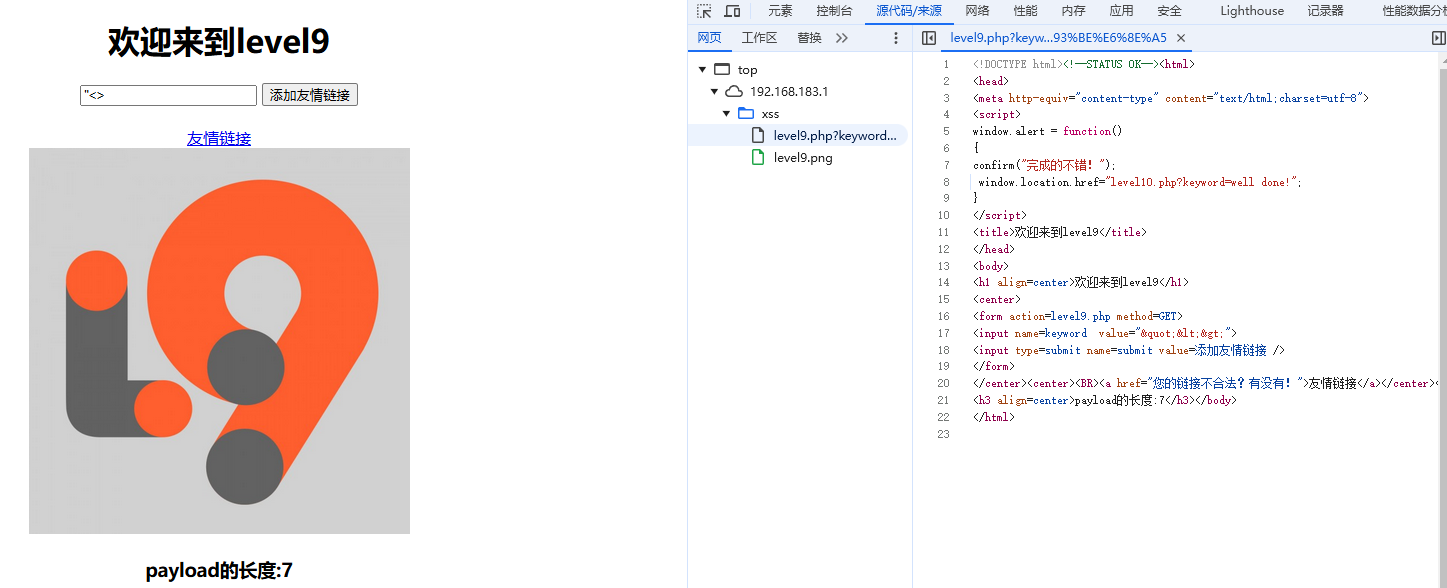 欢迎来到level9
"<>
添加友情链接
友情链接
payload的长度:7
元素 控制台 源代码/来源 网络 性能 内存 应用 安全 Lighthouse 记录器 性能数据分
网页 工作区 替换
level9.php?keyw...93%BE%E6%8E%A5
top
192.168.183.1
xss
level9.php?keyword...
level9.png
1 <!DOCTYPE html><!--STATUS OK--><html>
2 <head>
3 <meta http-equiv="content-type" content="text/html;charset=utf-8">
4 <script>
5 window.alert = function()
6 {
7 confirm("完成的不错！");
8 window.location.href="level10.php?keyword=well done!";
9 }
10 </script>
11 <title>欢迎来到level9</title>
12 </head>
13 <body>
14 <h1 align=center>欢迎来到level9</h1>
15 <center>
16 <form action=level9.php method=GET>
17 <input name=keyword  value="&quot;&lt;&gt;">
18 <input type=submit name=submit value=添加友情链接 />
19 </form>
20 </center><center><BR><a href="您的链接不合法？有没有！">友情链接</a></center><
21 <h3 align=center>payload的长度:7</h3></body>
22 </html>
23